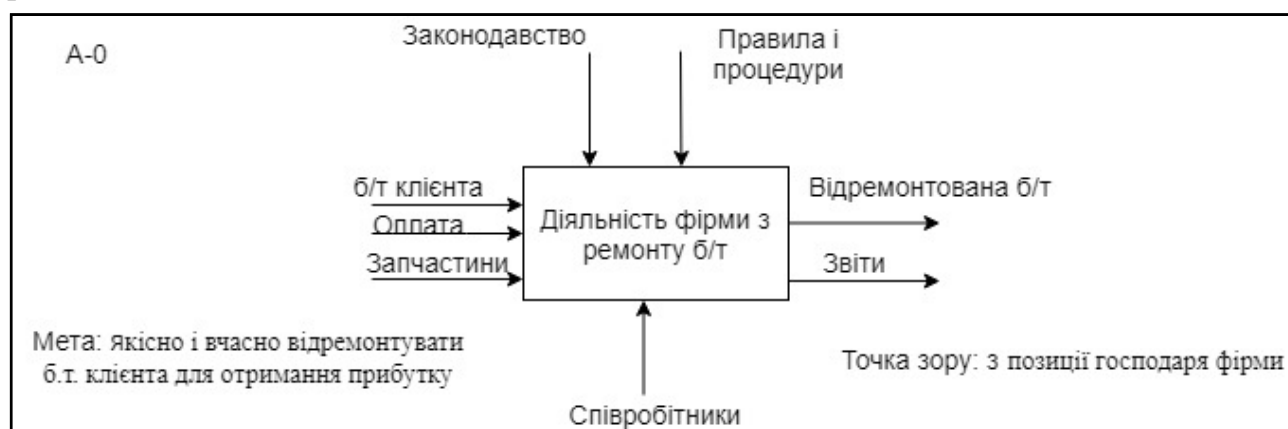 А-0
Законодавство
Правила і
процедури
б/т клієнта
Оплата
Запчастини
Діяльність фірми з
ремонту б/т
Відремонтована б/т
Звіти
Мета: якісно і вчасно відремонтувати
б.т. клієнта для отримання прибутку
Точка зору: з позиції господаря фірми
Співробітники